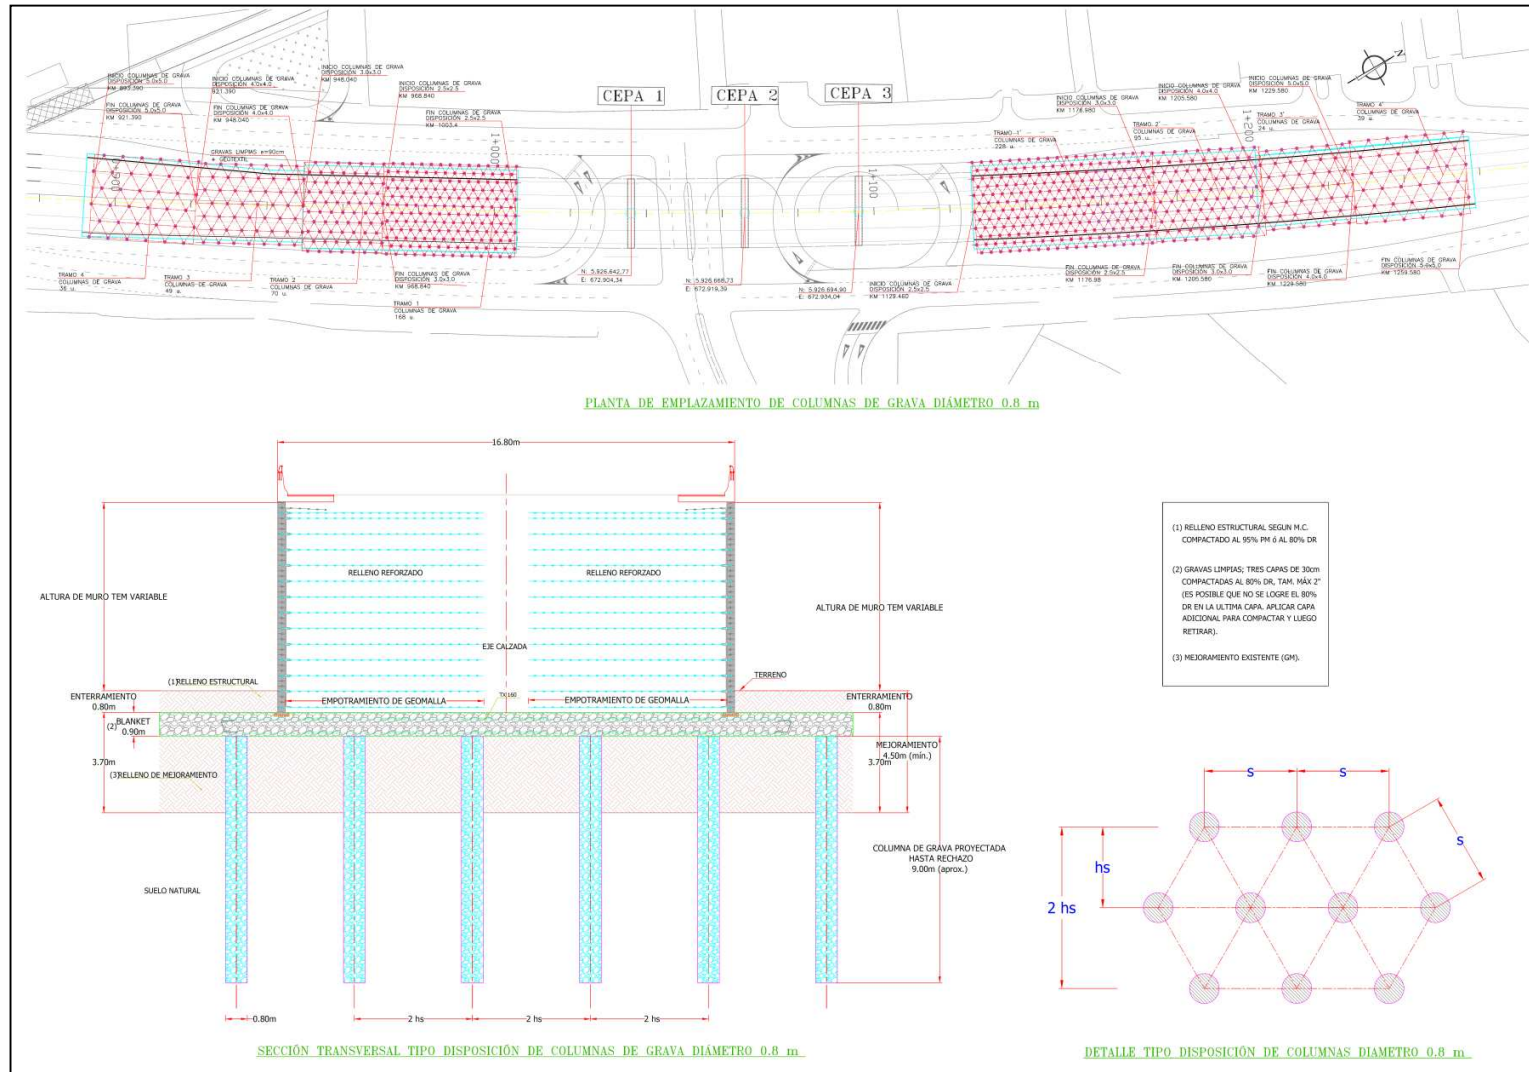 INICIO COLUMNAS DE GRAVA
DISPOSICIÓN 5.0x5.0
KM 893.390
FIN COLUMNAS DE GRAVA
DISPOSICIÓN 5.0x5.0
KM 921.390
INICIO COLUMNAS DE GRAVA
DISPOSICIÓN 4.0x4.0
921.390
FIN COLUMNAS DE GRAVA
DISPOSICIÓN 4.0x4.0
KM 948.040
GRAVAS LIMPIAS e=90cm
+ GEOTEXTIL
INICIO COLUMNAS DE GRAVA
DISPOSICIÓN 3.0x3.0
KM 948.040
INICIO COLUMNAS DE GRAVA
DISPOSICIÓN 2.5x2.5
KM 968.840
FIN COLUMNAS DE GRAVA
DISPOSICIÓN 2.5x2.5
KM 1003.4
1+000
CEPA 1
CEPA 2
CEPA 3
1+100
TRAMO 1'
COLUMNAS DE GRAVA
228 u.
INICIO COLUMNAS DE GRAVA
DISPOSICIÓN 3.0x3.0
KM 1176.980
TRAMO 2'
COLUMNAS DE GRAVA
95 u.
INICIO COLUMNAS DE GRAVA
DISPOSICIÓN 4.0x4.0
KM 1205.580
1+200
INICIO COLUMNAS DE GRAVA
DISPOSICIÓN 5.0x5.0
KM 1229.580
TRAMO 3'
COLUMNAS DE GRAVA
24 u.
TRAMO 4'
COLUMNAS DE GRAVA
39 u.
N
TRAMO 4
COLUMNAS DE GRAVA
36 u.
TRAMO 3
COLUMNAS DE GRAVA
49 u.
TRAMO 2
COLUMNAS DE GRAVA
70 u.
FIN COLUMNAS DE GRAVA
DISPOSICIÓN 3.0x3.0
KM 968.840
TRAMO 1
COLUMNAS DE GRAVA
168 u.
N: 5.926.642,77
E: 672.904,34
N: 5.926.668,73
E: 672.919,39
N: 5.926.694,90
E: 672.934,04
INICIO COLUMNAS DE GRAVA
DISPOSICIÓN 2.5x2.5
KM 1129.460
FIN COLUMNAS DE GRAVA
DISPOSICIÓN 2.5x2.5
KM 1176.98
FIN COLUMNAS DE GRAVA
DISPOSICIÓN 3.0x3.0
KM 1205.580
FIN COLUMNAS DE GRAVA
DISPOSICIÓN 4.0x4.0
KM 1229.580
FIN COLUMNAS DE GRAVA
DISPOSICIÓN 5.0x5.0
KM 1259.580
PLANTA DE EMPLAZAMIENTO DE COLUMNAS DE GRAVA DIÁMETRO 0.8 m
16.80m
RELLENO REFORZADO
RELLENO REFORZADO
ALTURA DE MURO TEM VARIABLE
ALTURA DE MURO TEM VARIABLE
EJE CALZADA
TERRENO
(1)RELLENO ESTRUCTURAL
ENTERRAMIENTO
0.80m
EMPOTRAMIENTO DE GEOMALLA
TX160
EMPOTRAMIENTO DE GEOMALLA
ENTERRAMIENTO
0.80m
(2)
BLANKET
0.90m
MEJORAMIENTO
4.50m (mín.)
3.70m
3.70m
(3)RELLENO DE MEJORAMIENTO
COLUMNA DE GRAVA PROYECTADA
HASTA RECHAZO
9.00m (aprox.)
SUELO NATURAL
0.80m
2 hs
2 hs
2 hs
SECCIÓN TRANSVERSAL TIPO DISPOSICIÓN DE COLUMNAS DE GRAVA DIÁMETRO 0.8 m
(1) RELLENO ESTRUCTURAL SEGUN M.C.
COMPACTADO AL 95% PM ó AL 80% DR
(2) GRAVAS LIMPIAS; TRES CAPAS DE 30cm
COMPACTADAS AL 80% DR, TAM. MÁX 2"
(ES POSIBLE QUE NO SE LOGRE EL 80%
DR EN LA ULTIMA CAPA. APLICAR CAPA
ADICIONAL PARA COMPACTAR Y LUEGO
RETIRAR).
(3) MEJORAMIENTO EXISTENTE (GM).
s
s
s
hs
2 hs
DETALLE TIPO DISPOSICIÓN DE COLUMNAS DIAMETRO 0.8 m